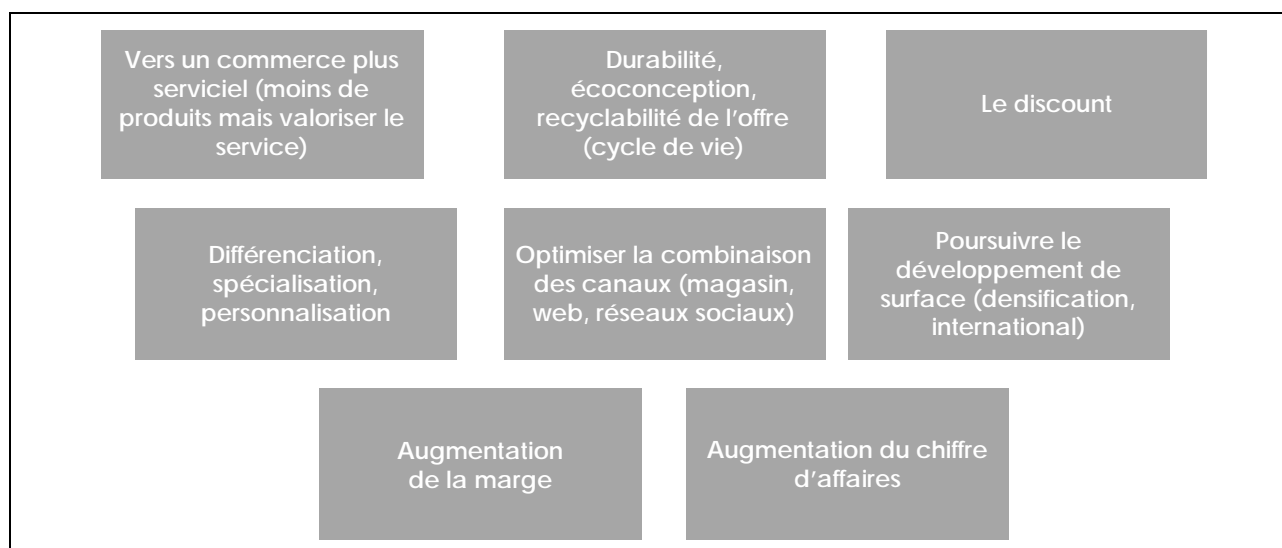 Vers un commerce plus
serviciel (moins de
produits mais valoriser le
service)
Durabilité,
écoconception,
recyclabilité de l'offre
(cycle de vie)
Le discount
Différenciation,
spécialisation,
personnalisation
Optimiser la combinaison
des canaux (magasin,
web, réseaux sociaux)
Poursuivre le
développement de
surface (densification,
international)
Augmentation
de la marge
Augmentation du chiffre
d'affaires